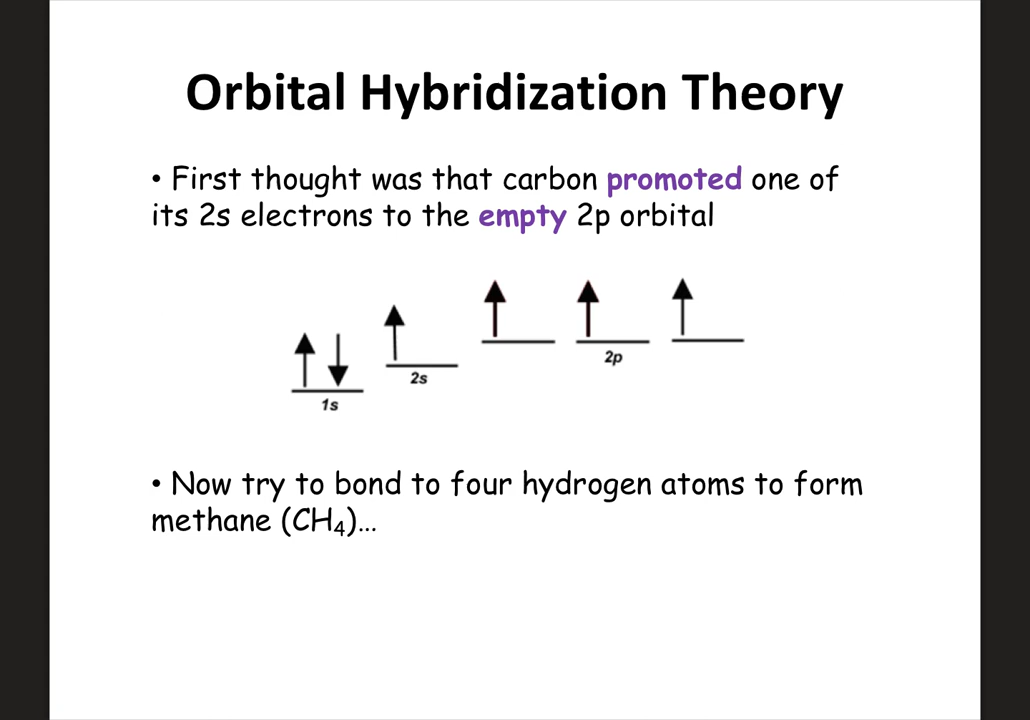 Orbital Hybridization Theory
• First thought was that carbon promoted one of
its 2s electrons to the empty 2p orbital
2p
2s
1s
• Now try to bond to four hydrogen atoms to form
methane (CH₄)…